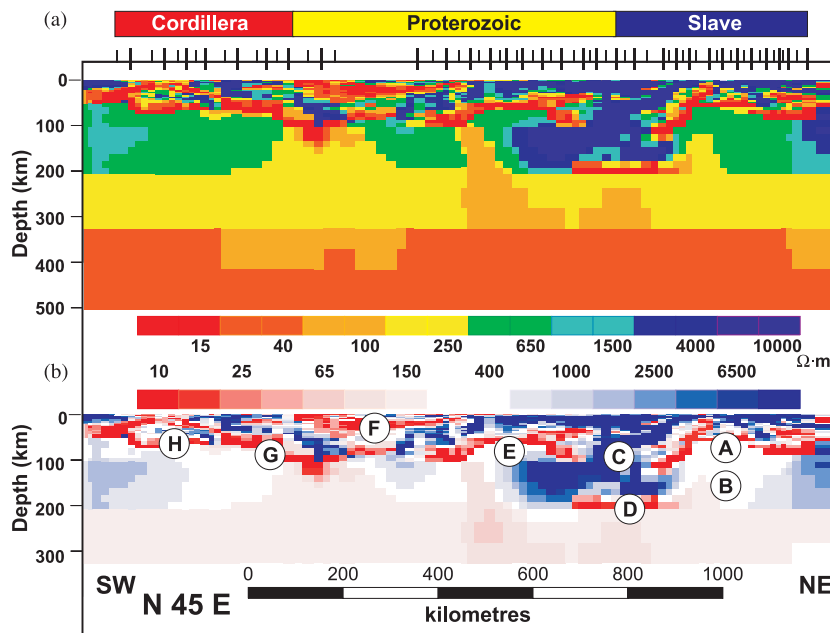 (a)
Cordillera Proterozoic Slave
0
100
200
300
400
500
Depth (km)
15 40 100 250 650 1500 4000 10000 Ω·m
10 25 65 150 400 1000 2500 6500
(b)
0
100
200
300
Depth (km)
H G F E C D A B
0 200 400 600 800 1000
SW N 45 E kilometres NE